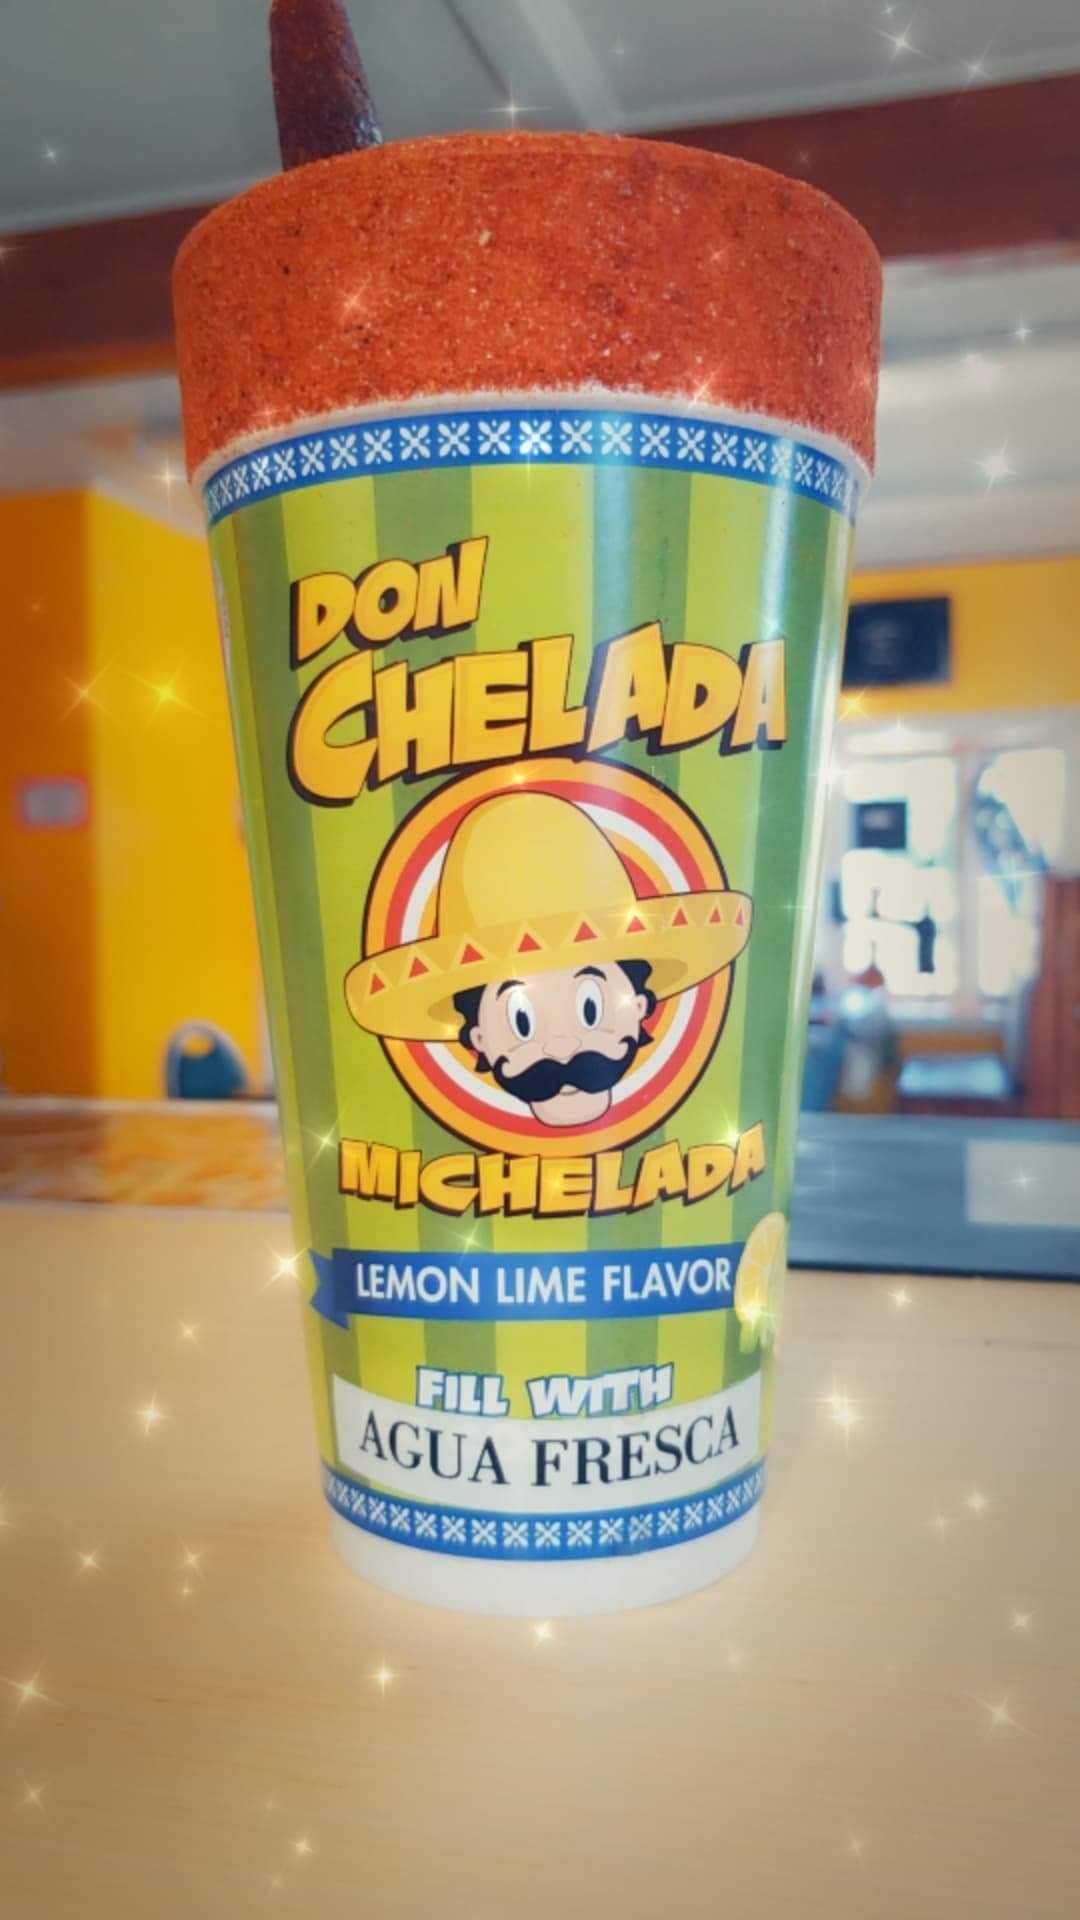 DON
CHELADA
MICHELADA
LEMON LIME FLAVOR
FILL WITH
AGUA FRESCA